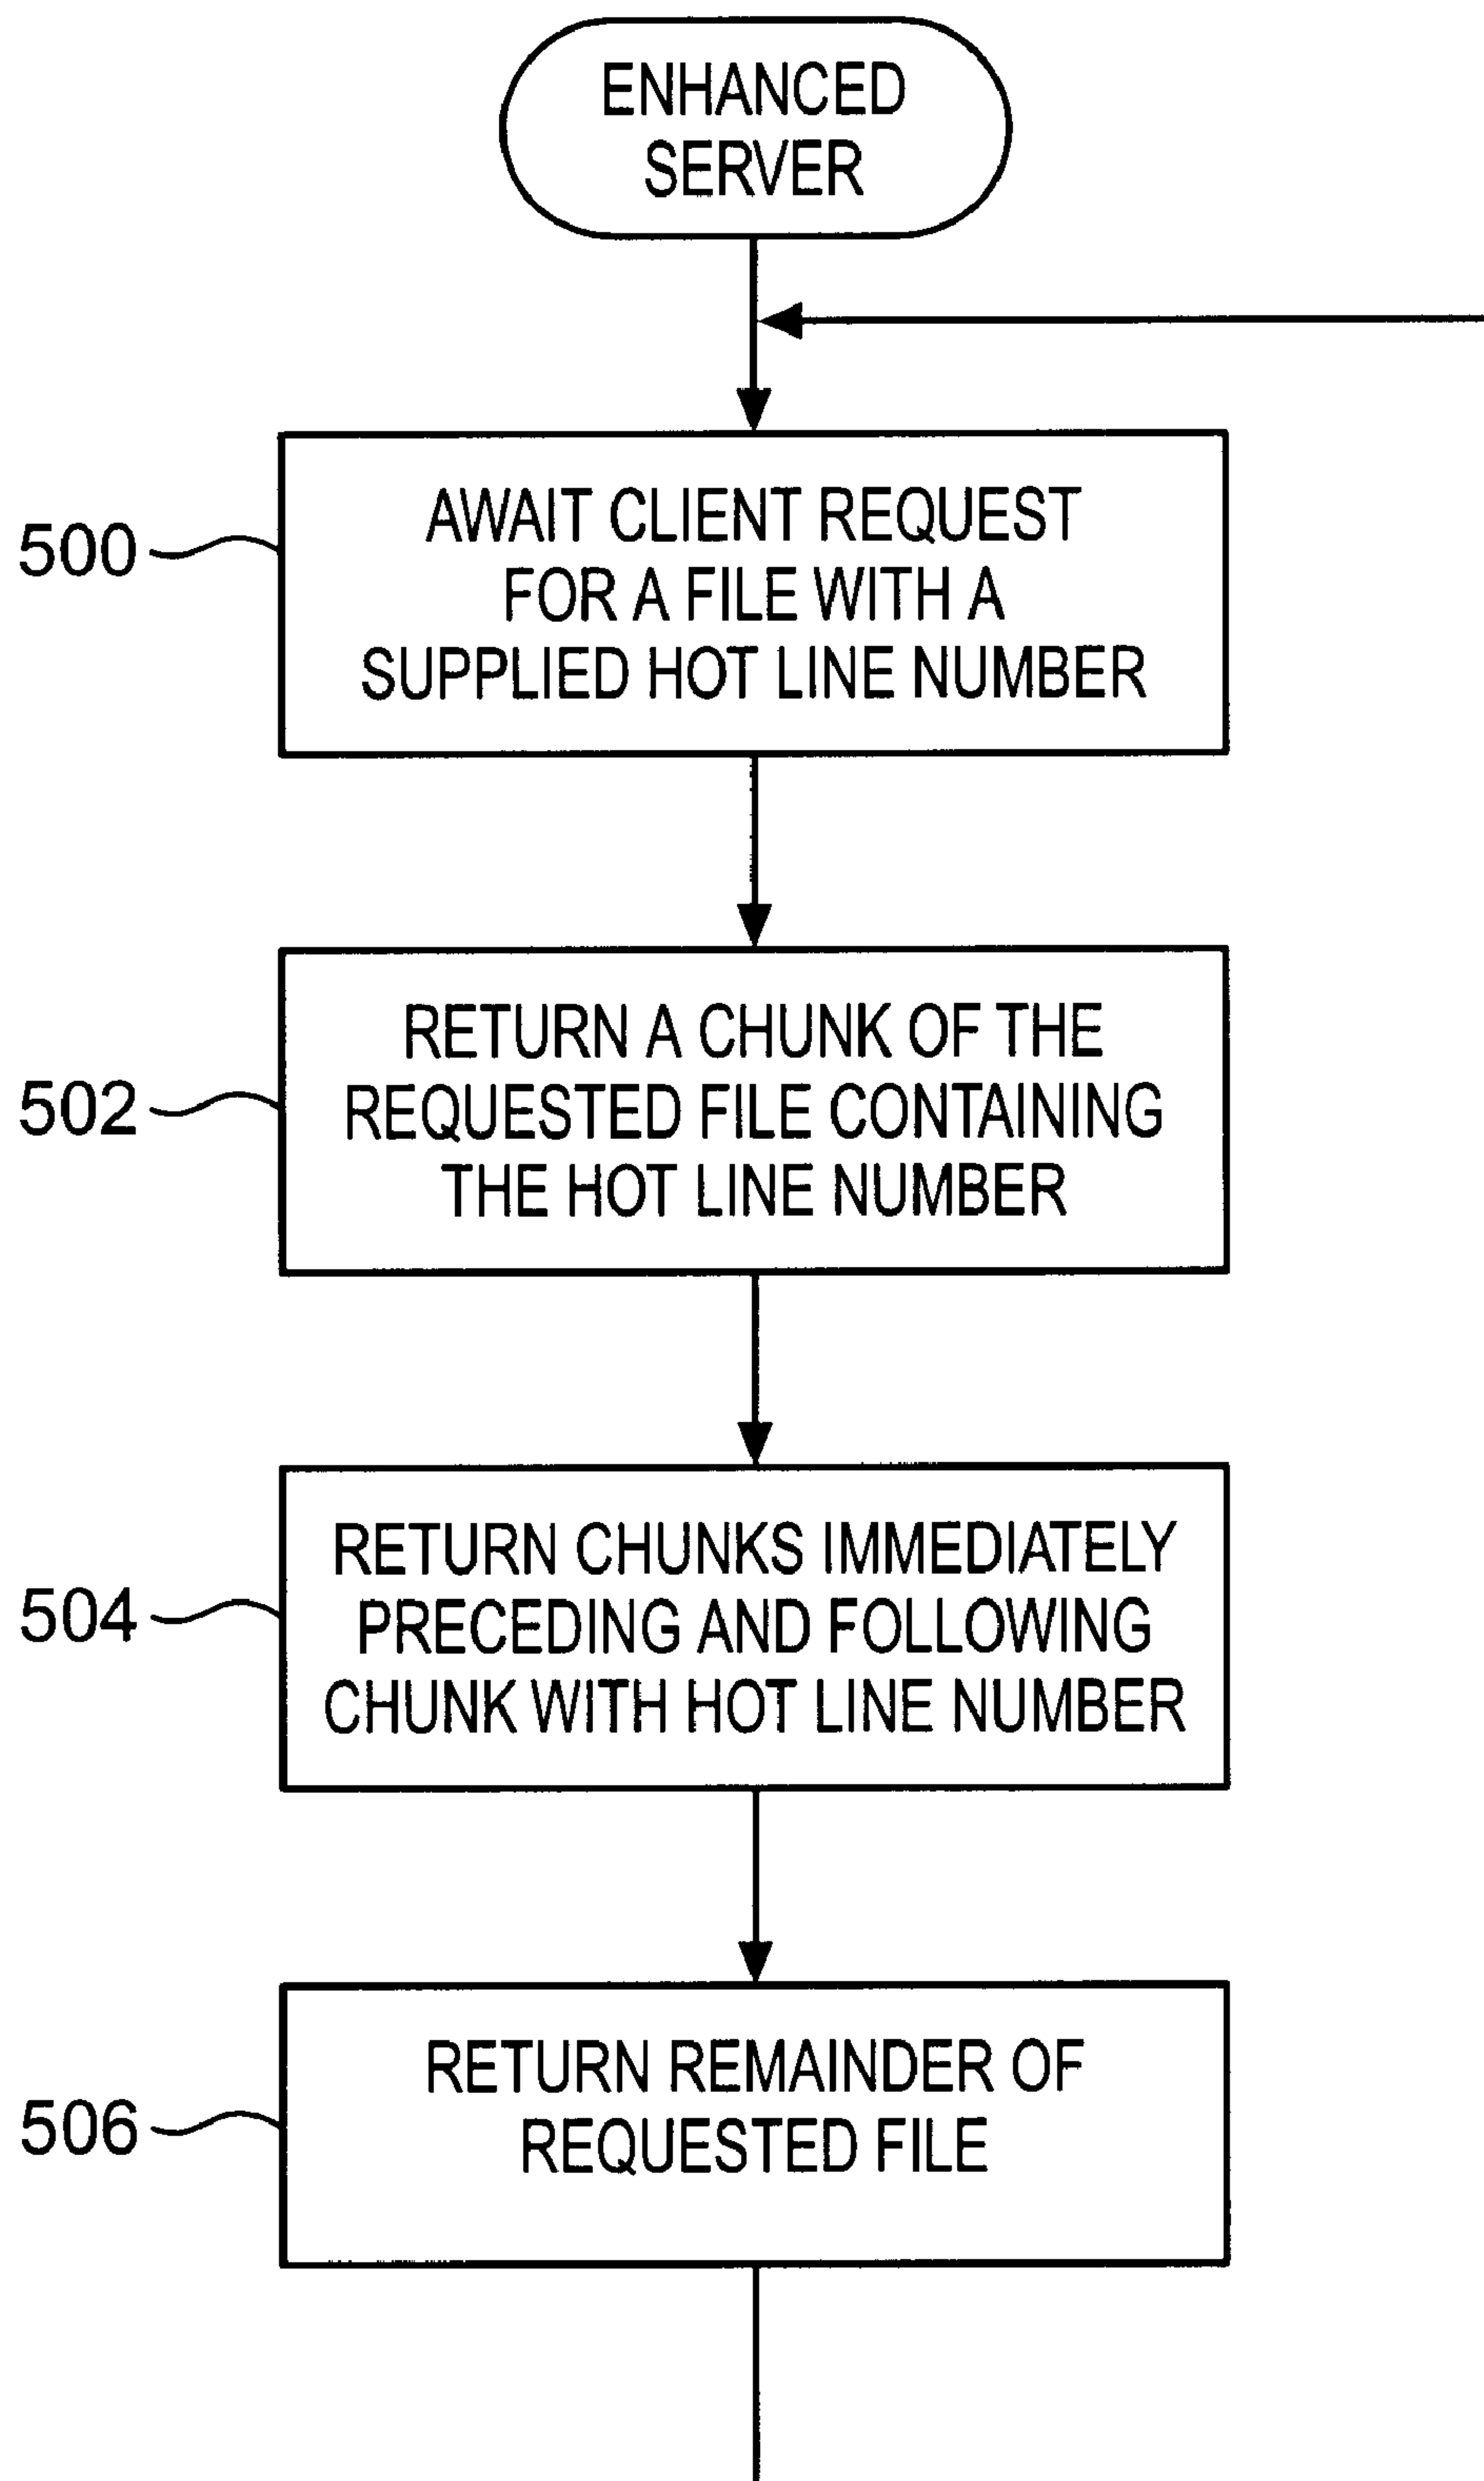 ENHANCED
SERVER
500
AWAIT CLIENT REQUEST
FOR A FILE WITH A
SUPPLIED HOT LINE NUMBER
502
RETURN A CHUNK OF THE
REQUESTED FILE CONTAINING
THE HOT LINE NUMBER
504
RETURN CHUNKS IMMEDIATELY
PRECEDING AND FOLLOWING
CHUNK WITH HOT LINE NUMBER
506
RETURN REMAINDER OF
REQUESTED FILE